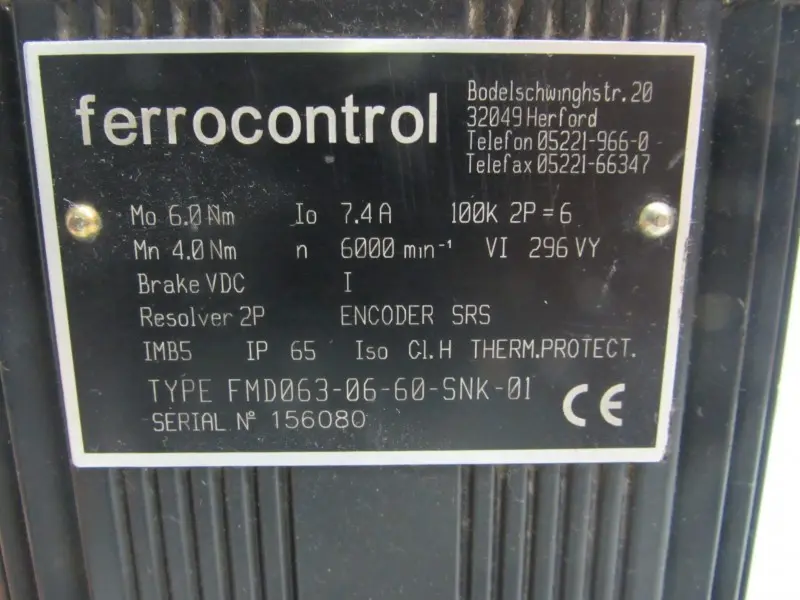 ferrocontrol
Bodelschwinghstr. 20
32049 Herford
Telefon 05221-966-0
Telefax 05221-66347
Mo 6.0 Nm Io 7.4 A 100K 2P = 6
Mn 4.0 Nm n 6000 min⁻¹ VI 296 VY
Brake VDC I
Resolver 2P ENCODER SRS
IMB5 IP 65 Iso Cl. H THERM.PROTECT.
TYPE FMD063-06-60-SNK-01
SERIAL Nº 156080
CE